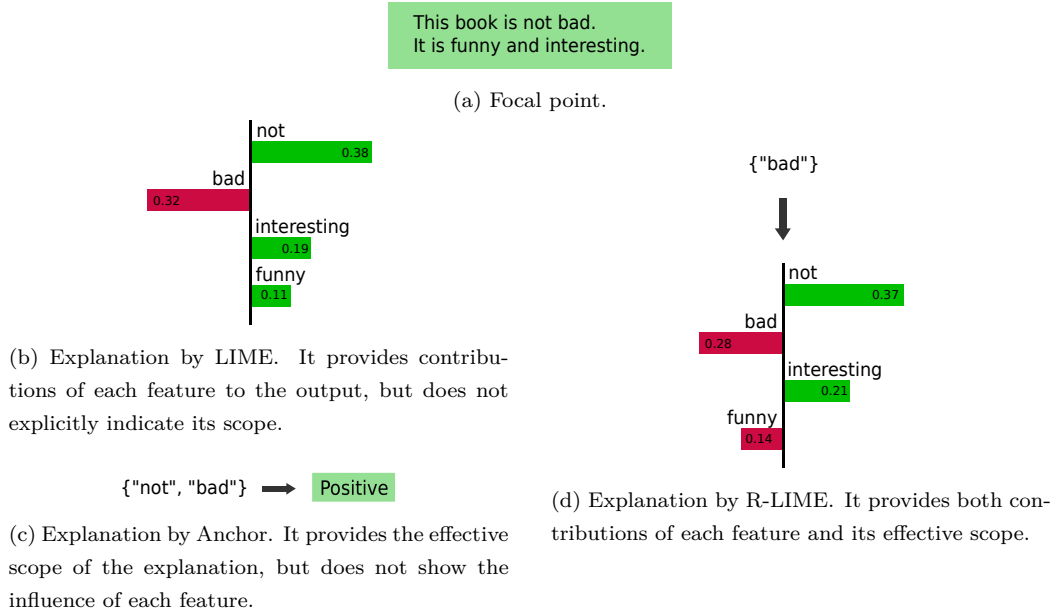 This book is not bad.
It is funny and interesting.
(a) Focal point.
not
0.38
bad
0.32
interesting
0.19
funny
0.11
(b) Explanation by LIME. It provides contribu-
tions of each feature to the output, but does not
explicitly indicate its scope.
{"not", "bad"} Positive
(c) Explanation by Anchor. It provides the effective
scope of the explanation, but does not show the
influence of each feature.
{"bad"}
not
0.37
bad
0.28
interesting
0.21
funny
0.14
(d) Explanation by R-LIME. It provides both con-
tributions of each feature and its effective scope.